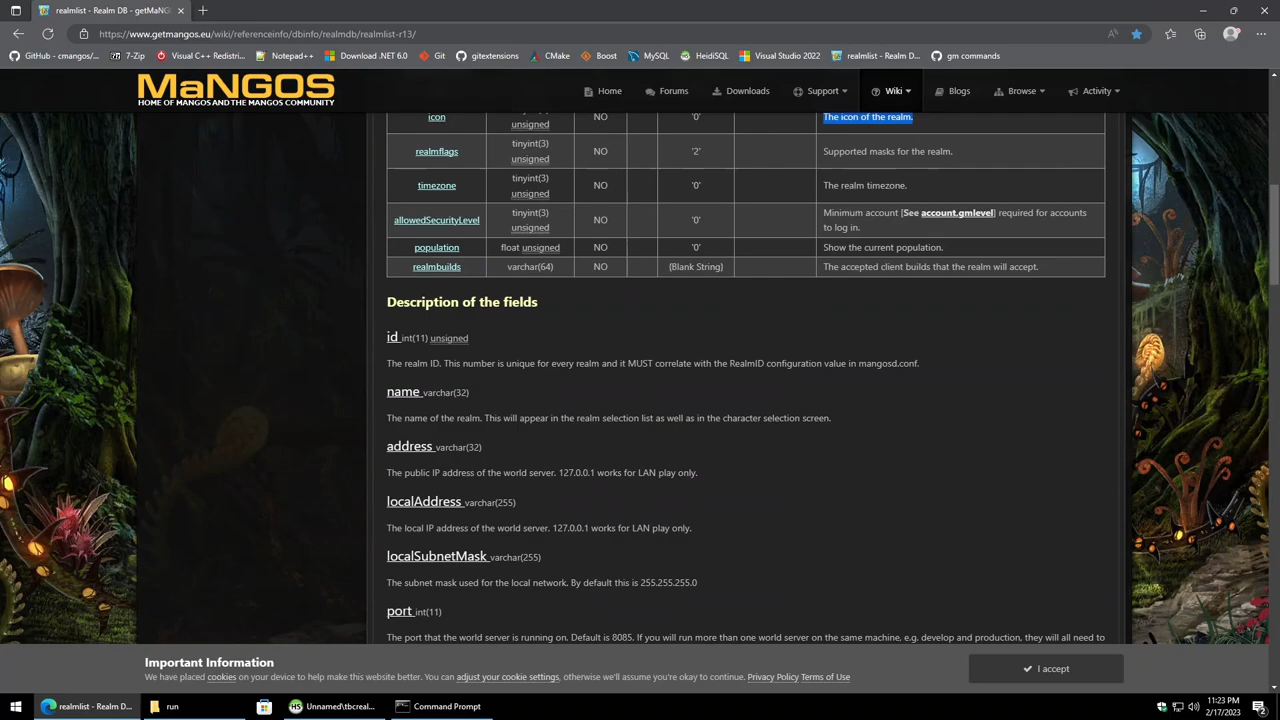 realmlist - Realm DB - getMaNG
https://www.getmangos.eu/wiki/referenceinfo/dbinfo/realmdb/realmlist-r13/
GitHub - cmangos/... 7-Zip Visual C++ Redistri... Notepad++ Download .NET 6.0 Git gitextensions CMake Boost MySQL HeidiSQL Visual Studio 2022 realmlist - Realm D... gm commands
MaNGOS
HOME OF MANGOS AND THE MANGOS COMMUNITY
Home Forums Downloads Support Wiki Blogs Browse Activity
icon unsigned NO '0' The icon of the realm.
realmflags tinyint(3) unsigned NO '2' Supported masks for the realm.
timezone tinyint(3) unsigned NO '0' The realm timezone.
allowedSecurityLevel tinyint(3) unsigned NO '0' Minimum account [See account.gmlevel] required for accounts
to log in.
population float unsigned NO '0' Show the current population.
realmbuilds varchar(64) NO (Blank String) The accepted client builds that the realm will accept.
Description of the fields
id int(11) unsigned
The realm ID. This number is unique for every realm and it MUST correlate with the RealmID configuration value in mangosd.conf.
name varchar(32)
The name of the realm. This will appear in the realm selection list as well as in the character selection screen.
address varchar(32)
The public IP address of the world server. 127.0.0.1 works for LAN play only.
localAddress varchar(255)
The local IP address of the world server. 127.0.0.1 works for LAN play only.
localSubnetMask varchar(255)
The subnet mask used for the local network. By default this is 255.255.255.0
port int(11)
The port that the world server is running on. Default is 8085. If you will run more than one world server on the same machine, e.g. develop and production, they will all need to
Important Information
We have placed cookies on your device to help make this website better. You can adjust your cookie settings, otherwise we'll assume you're okay to continue. Privacy Policy Terms of Use
I accept
realmlist - Realm D... run Unnamed\tbcreal... Command Prompt
11:23 PM
2/17/2023
2